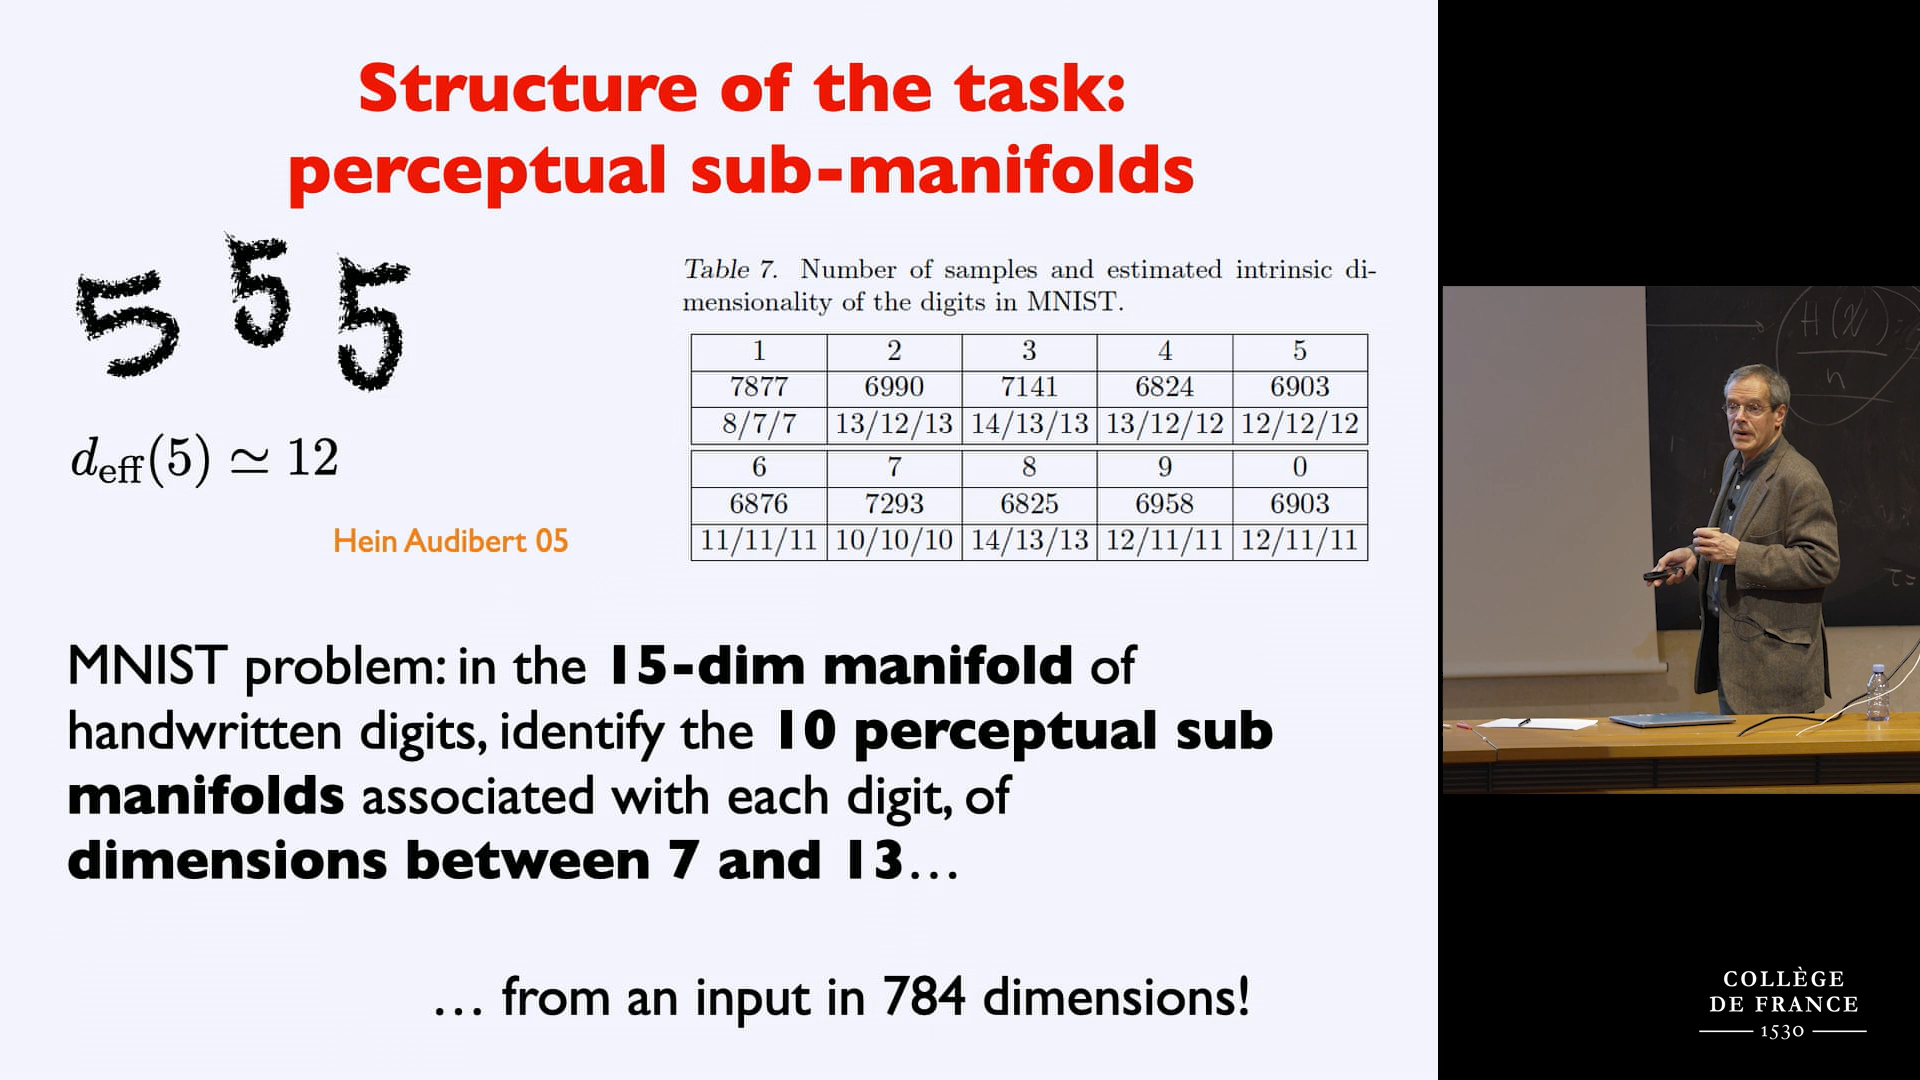 Structure of the task:
perceptual sub-manifolds
5 5 5
Table 7. Number of samples and estimated intrinsic di-
mensionality of the digits in MNIST.
1 2 3 4 5
7877 6990 7141 6824 6903
8/7/7 13/12/13 14/13/13 13/12/12 12/12/12
6 7 8 9 0
6876 7293 6825 6958 6903
11/11/11 10/10/10 14/13/13 12/11/11 12/11/11
d_eff(5) ≃ 12
Hein Audibert 05
MNIST problem: in the 15-dim manifold of
handwritten digits, identify the 10 perceptual sub
manifolds associated with each digit, of
dimensions between 7 and 13...
... from an input in 784 dimensions!
COLLÈGE
DE FRANCE
1530